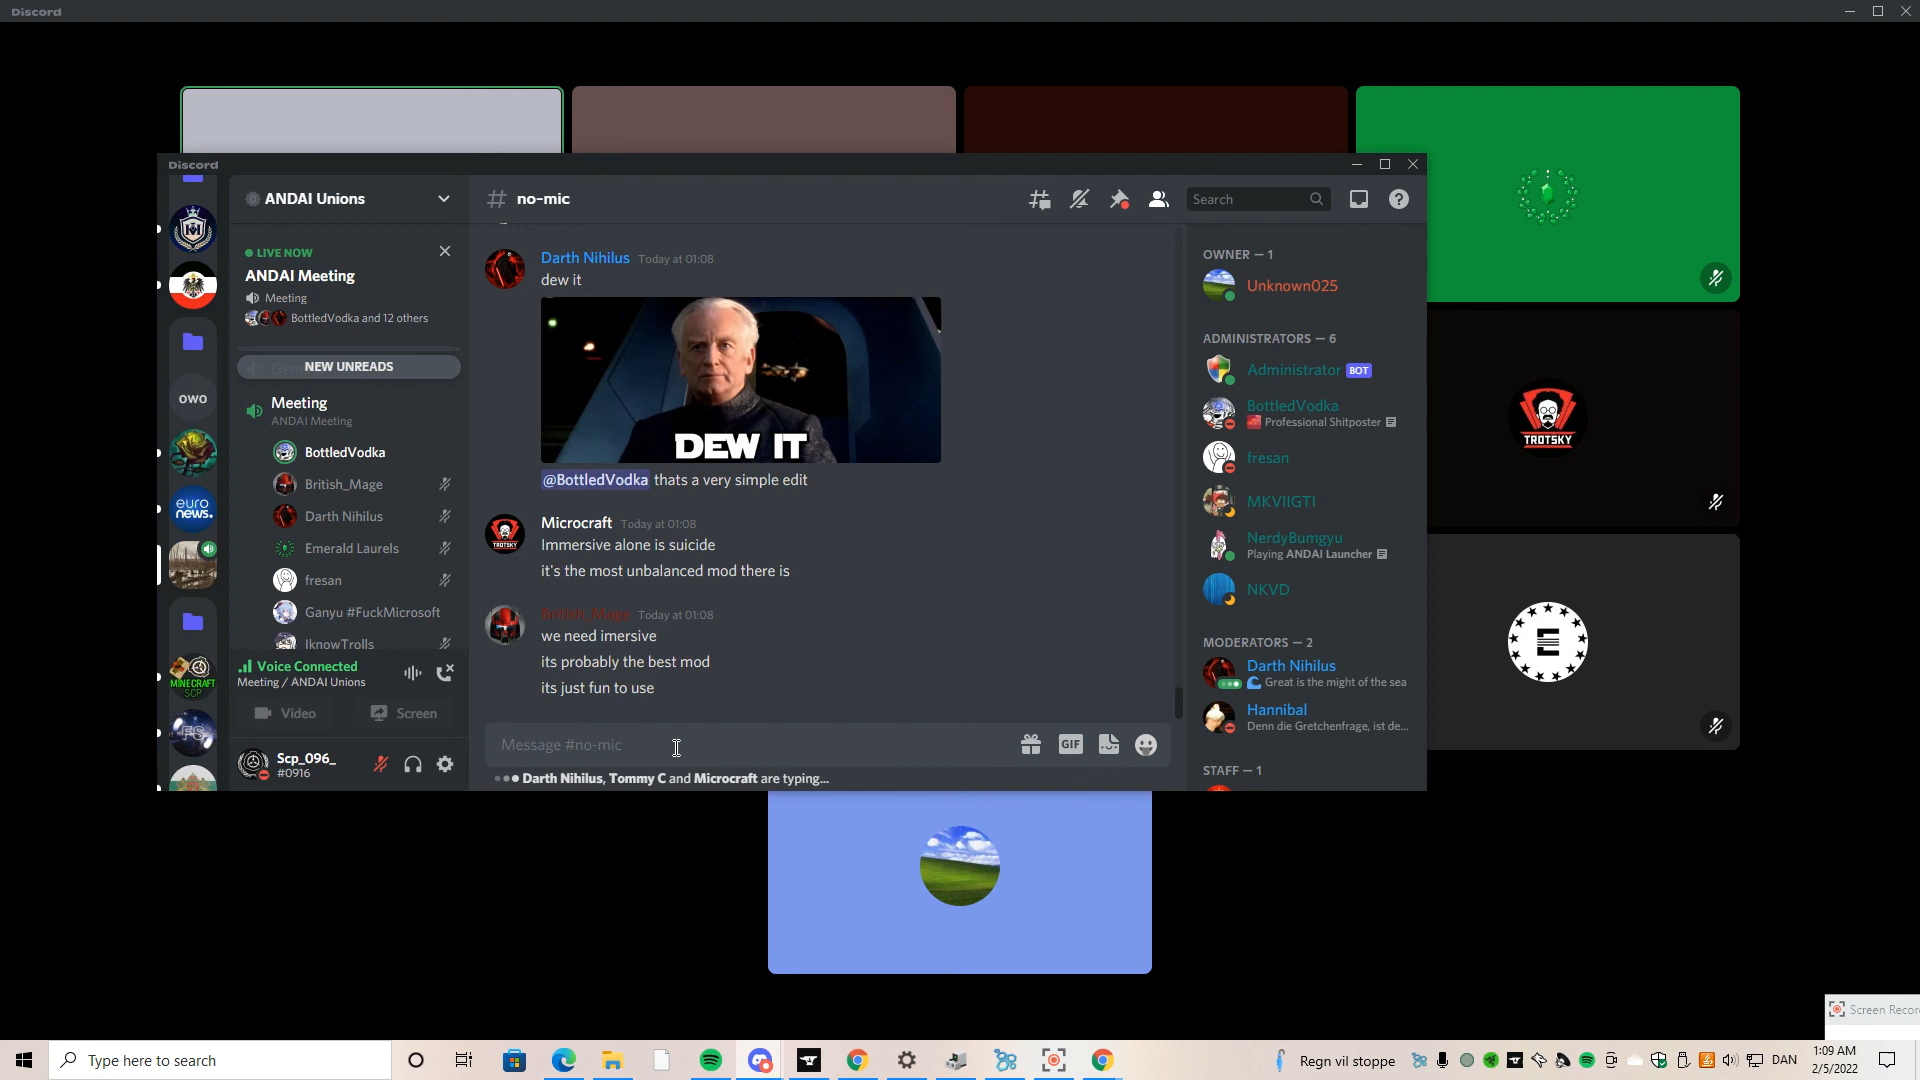 Discord
Discord
ANDAI Unions
no-mic
Search
LIVE NOW
ANDAI Meeting
Meeting
BottledVodka and 12 others
NEW UNREADS
Meeting
ANDAI Meeting
BottledVodka
British_Mage
Darth Nihilus
Emerald Laurels
fresan
Ganyu #FuckMicrosoft
IknowTrolls
Voice Connected
Meeting / ANDAI Unions
Video
Screen
Scp_096_
#0916
owo
euro
news.
MINECRAFT
SCP
FS
Darth Nihilus Today at 01:08
dew it
DEW IT
@BottledVodka thats a very simple edit
TROTSKY
Microcraft Today at 01:08
Immersive alone is suicide
it's the most unbalanced mod there is
British_Mage Today at 01:08
we need imersive
its probably the best mod
its just fun to use
Message #no-mic
GIF
Darth Nihilus, Tommy C and Microcraft are typing...
OWNER — 1
Unknown025
ADMINISTRATORS — 6
Administrator BOT
BottledVodka
Professional Shitposter
fresan
MKVIIGTI
NerdyBumgyu
Playing ANDAI Launcher
NKVD
MODERATORS — 2
Darth Nihilus
Great is the might of the sea
Hannibal
Denn die Gretchenfrage, ist de...
STAFF — 1
TROTSKY
E
Screen Recor
Type here to search
Regn vil stoppe
DAN
1:09 AM
2/5/2022